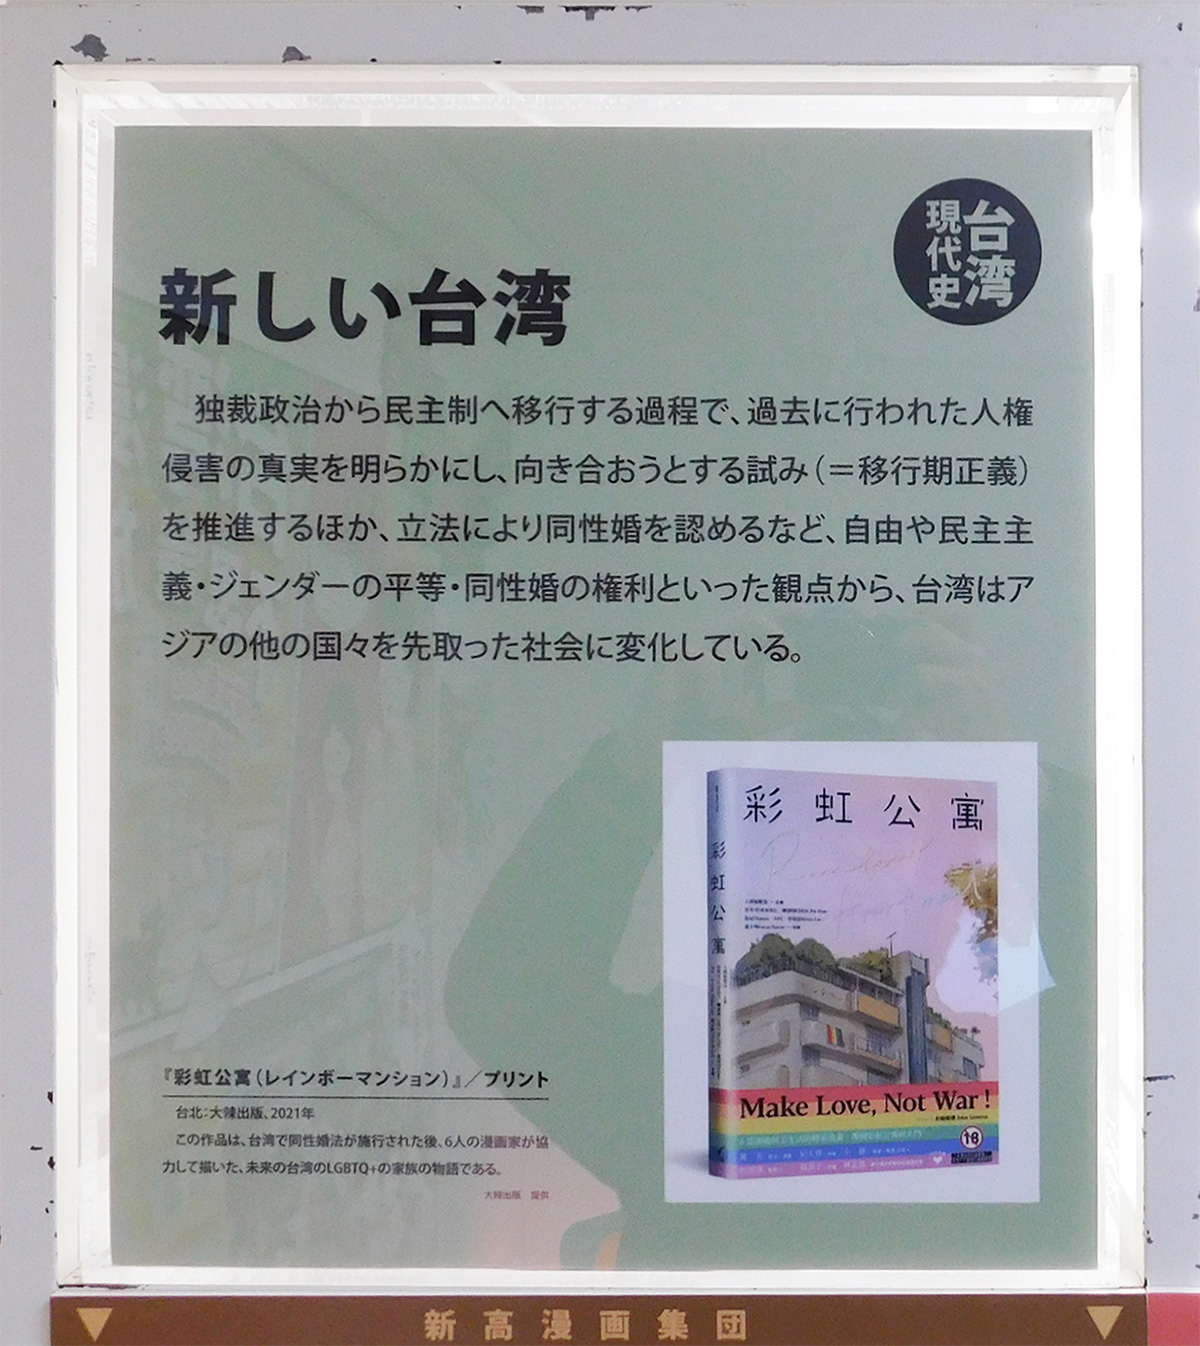 台湾
現代史
新しい台湾
独裁政治から民主制へ移行する過程で、過去に行われた人権
侵害の真実を明らかにし、向き合おうとする試み（＝移行期正義）
を推進するほか、立法により同性婚を認めるなど、自由や民主主
義・ジェンダーの平等・同性婚の権利といった観点から、台湾はア
ジアの他の国々を先取った社会に変化している。
彩虹公寓
彩虹公寓
Make Love, Not War !
18
『彩虹公寓（レインボーマンション）』／プリント
台北：大辣出版、2021年
この作品は、台湾で同性婚法が施行された後、6人の漫画家が協
力して描いた、未来の台湾のLGBTQ+の家族の物語である。
大辣出版 提供
新高漫画集団